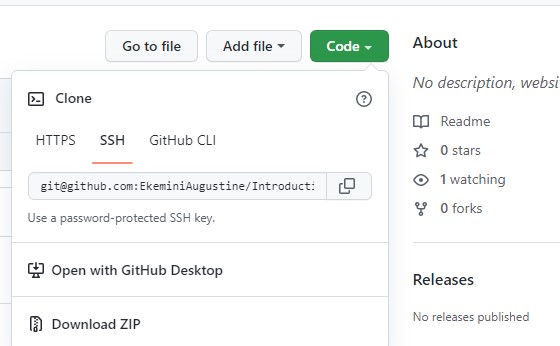 Go to file
Add file
Code
Clone
HTTPS
SSH
GitHub CLI
git@github.com:EkeminiAugustine/Introducti
Use a password-protected SSH key.
Open with GitHub Desktop
Download ZIP
About
No description, websi
Readme
0 stars
1 watching
0 forks
Releases
No releases published